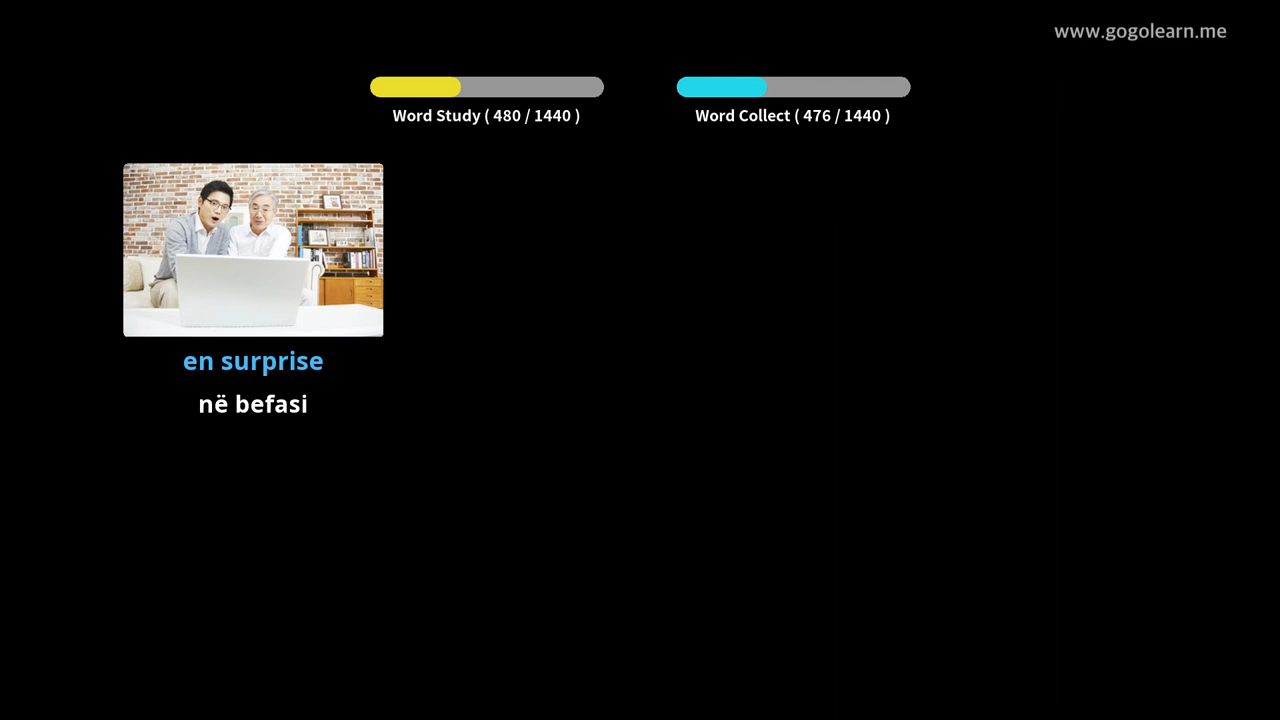 www.gogolearn.me
Word Study ( 480 / 1440 )
Word Collect ( 476 / 1440 )
en surprise
në befasi